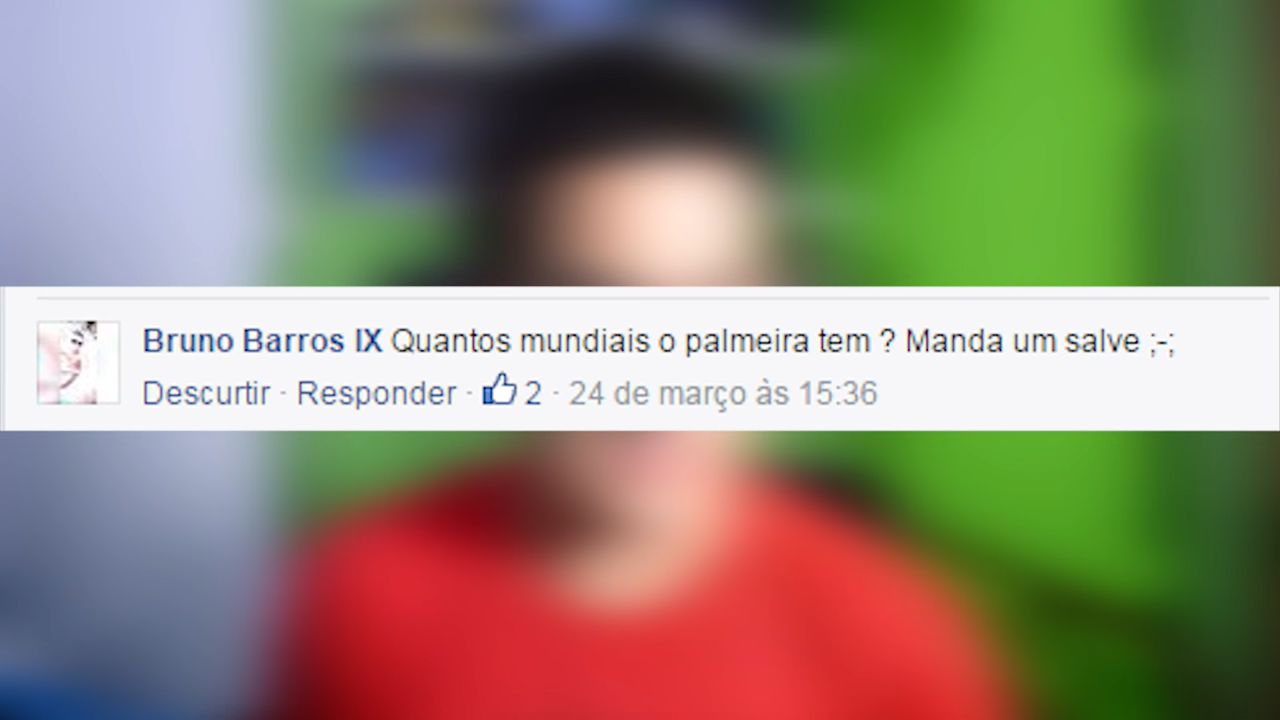 Bruno Barros IX Quantos mundiais o palmeira tem ? Manda um salve ;-;
Descurtir · Responder · 2 · 24 de março às 15:36